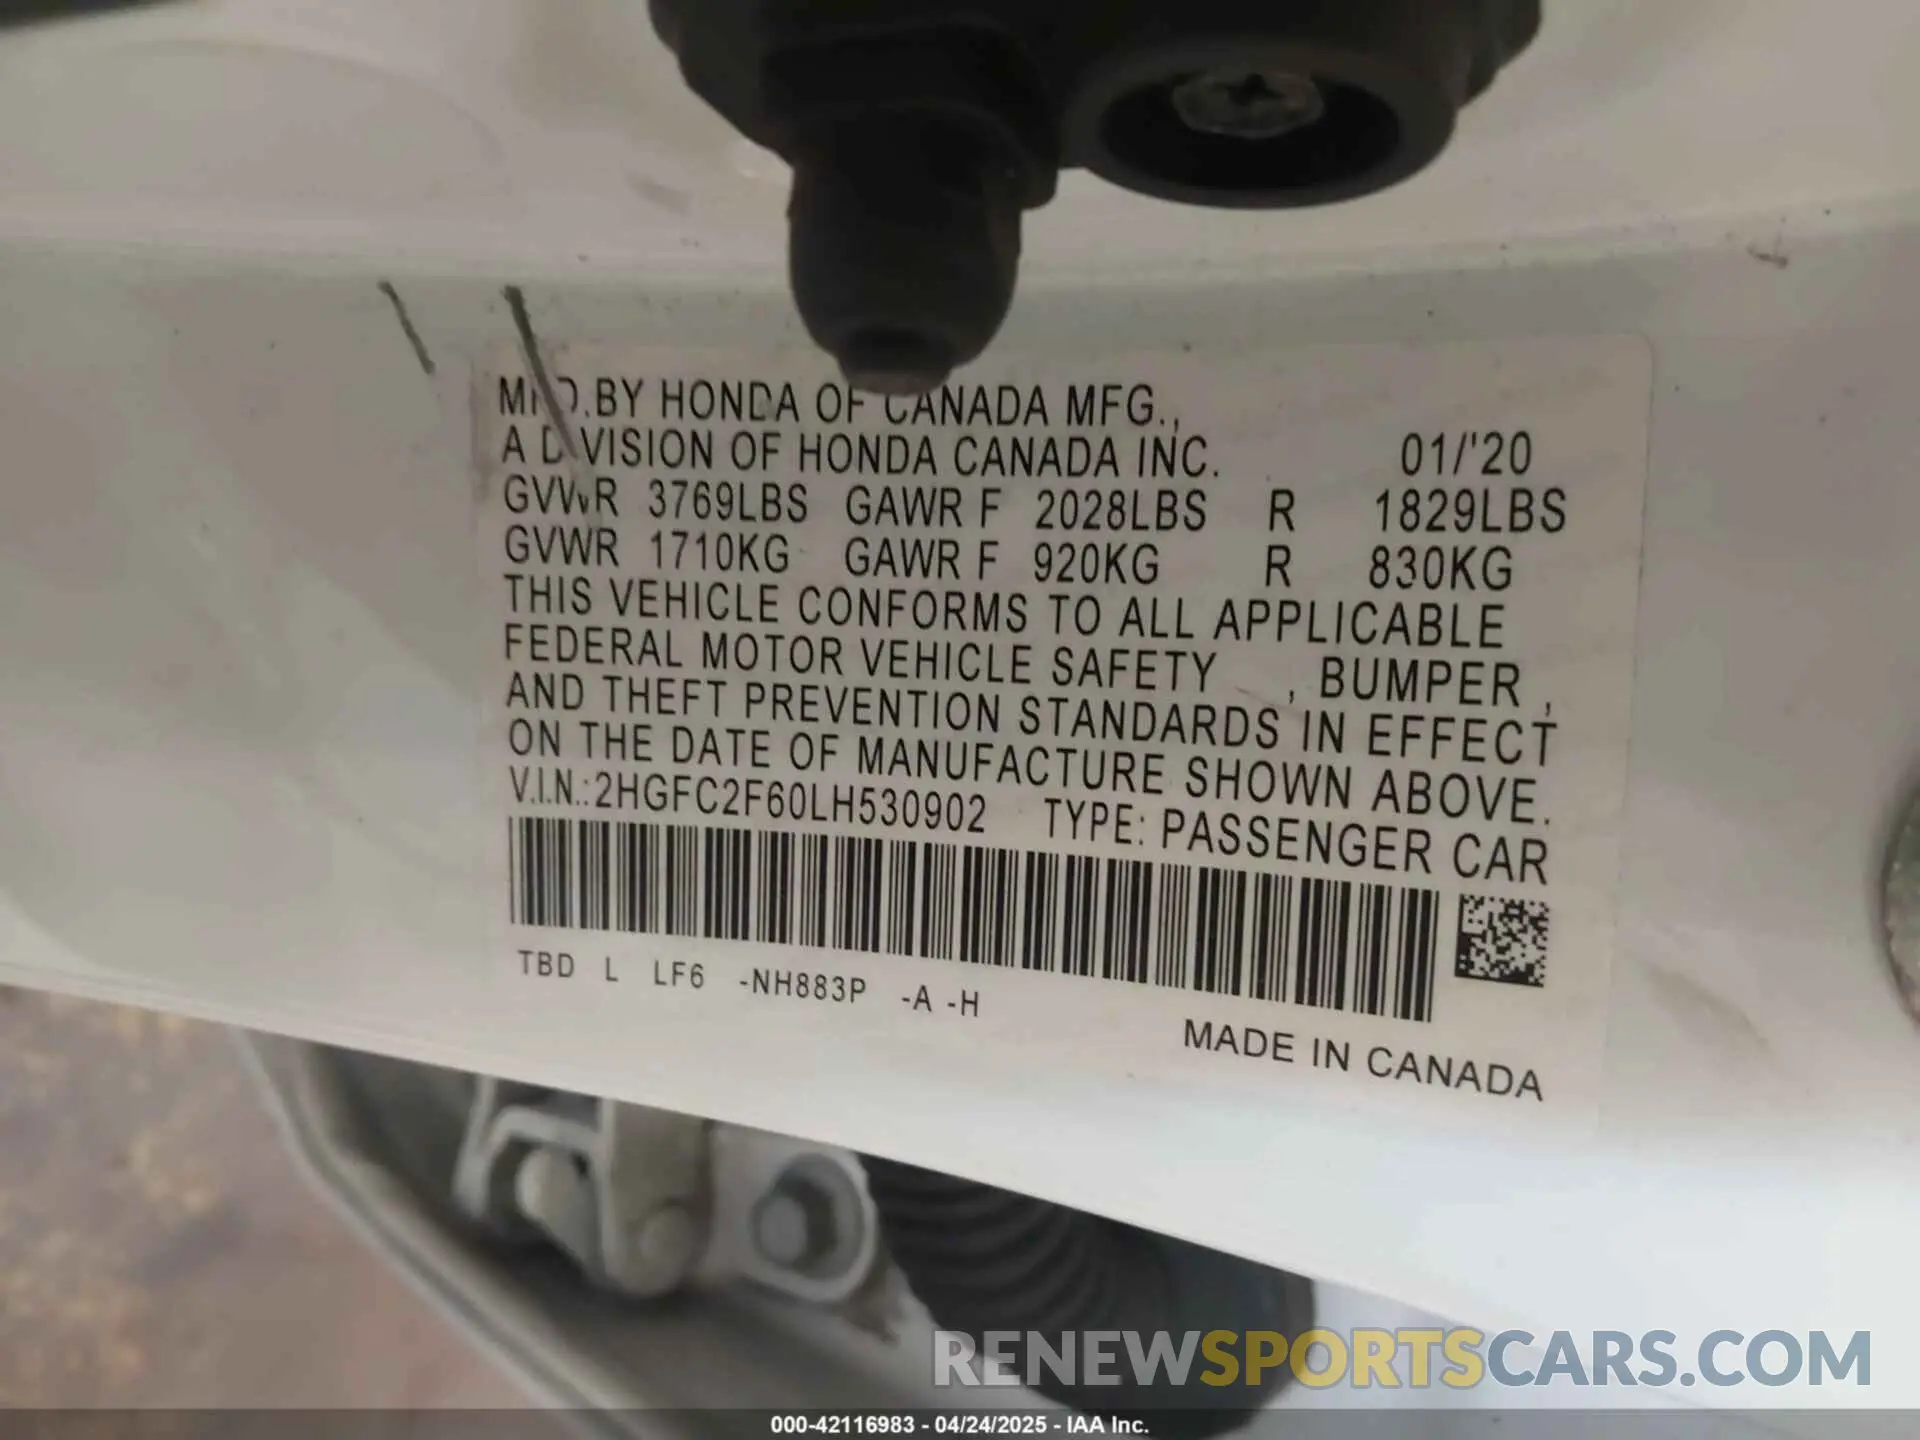 MFD.BY HONDA OF CANADA MFG.,
A DIVISION OF HONDA CANADA INC. 01/'20
GVWR 3769LBS GAWR F 2028LBS R 1829LBS
GVWR 1710KG GAWR F 920KG R 830KG
THIS VEHICLE CONFORMS TO ALL APPLICABLE
FEDERAL MOTOR VEHICLE SAFETY , BUMPER ,
AND THEFT PREVENTION STANDARDS IN EFFECT
ON THE DATE OF MANUFACTURE SHOWN ABOVE.
V.I.N.:2HGFC2F60LH530902 TYPE: PASSENGER CAR
TBD L LF6 -NH883P -A -H
MADE IN CANADA
RENEWSPORTSCARS.COM
000-42116983 - 04/24/2025 - IAA Inc.